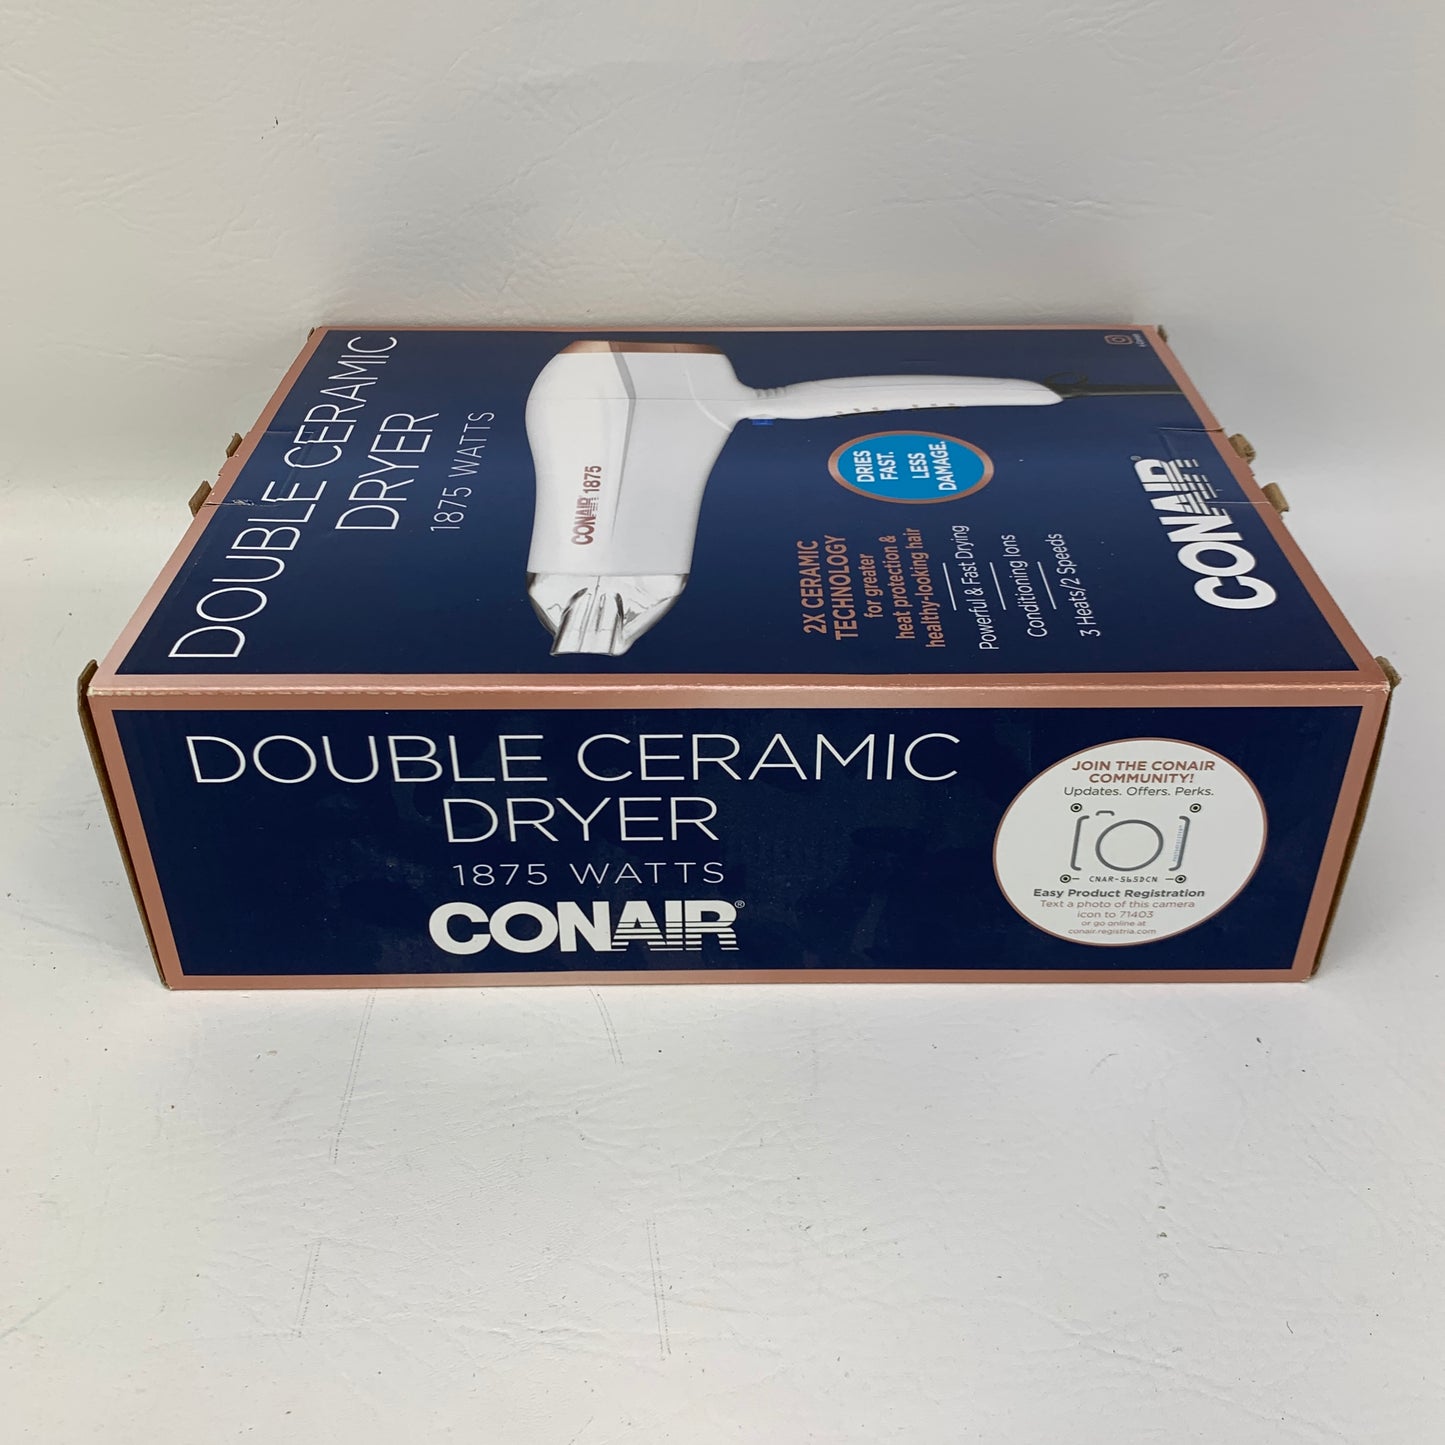 DOUBLE CERAMIC
DRYER
1875 WATTS
CONAIR 1875
DRIES
FAST.
LESS
DAMAGE.
2X CERAMIC
TECHNOLOGY
for greater
heat protection &
healthy-looking hair
Powerful & Fast Drying
Conditioning Ions
3 Heats/2 Speeds
CONAIR
DOUBLE CERAMIC
DRYER
1875 WATTS
CONAIR®
JOIN THE CONAIR
COMMUNITY!
Updates. Offers. Perks.
CNAR-565DCN
Easy Product Registration
Text a photo of this camera
icon to 71403
or go online at
conair.registria.com